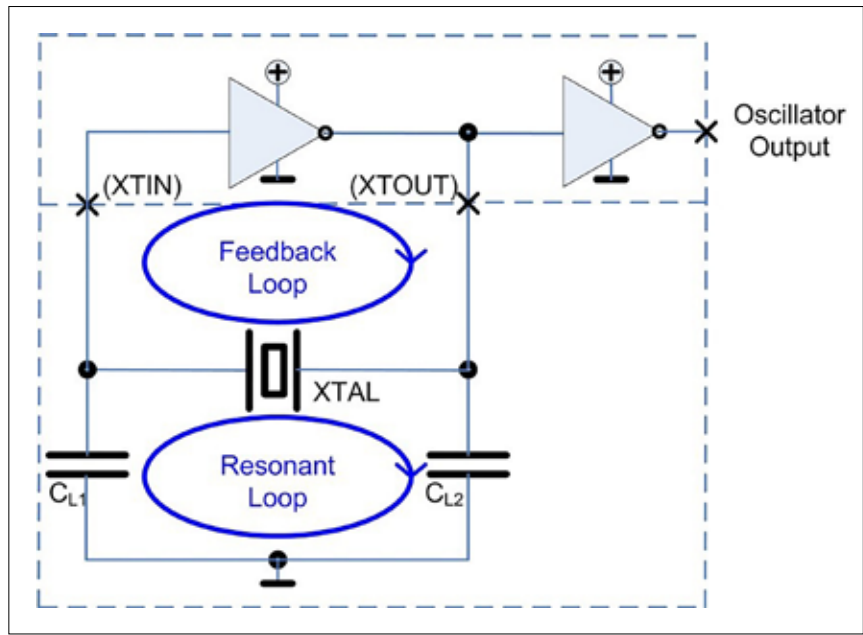 Oscillator
Output
(XTIN)
(XTOUT)
Feedback
Loop
XTAL
Resonant
Loop
CL1
CL2